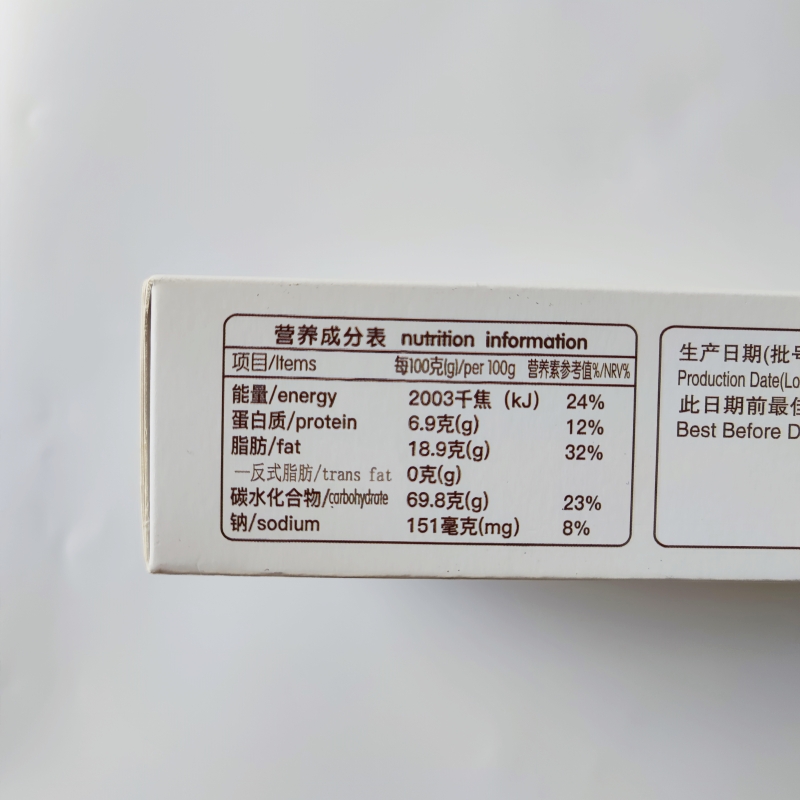 营养成分表 nutrition information
项目/Items 每100克(g)/per 100g 营养素参考值%/NRV%
能量/energy 2003千焦 (kJ) 24%
蛋白质/protein 6.9克(g) 12%
脂肪/fat 18.9克(g) 32%
一反式脂肪/trans fat 0克(g)
碳水化合物/carbohydrate 69.8克(g) 23%
钠/sodium 151毫克(mg) 8%
生产日期(批号
Production Date(Lo
此日期前最佳
Best Before D